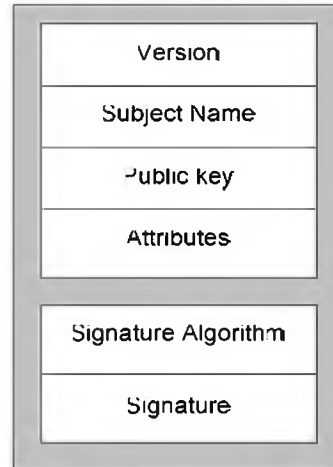 Version
Subject Name
Public key
Attributes
Signature Algorithm
Signature